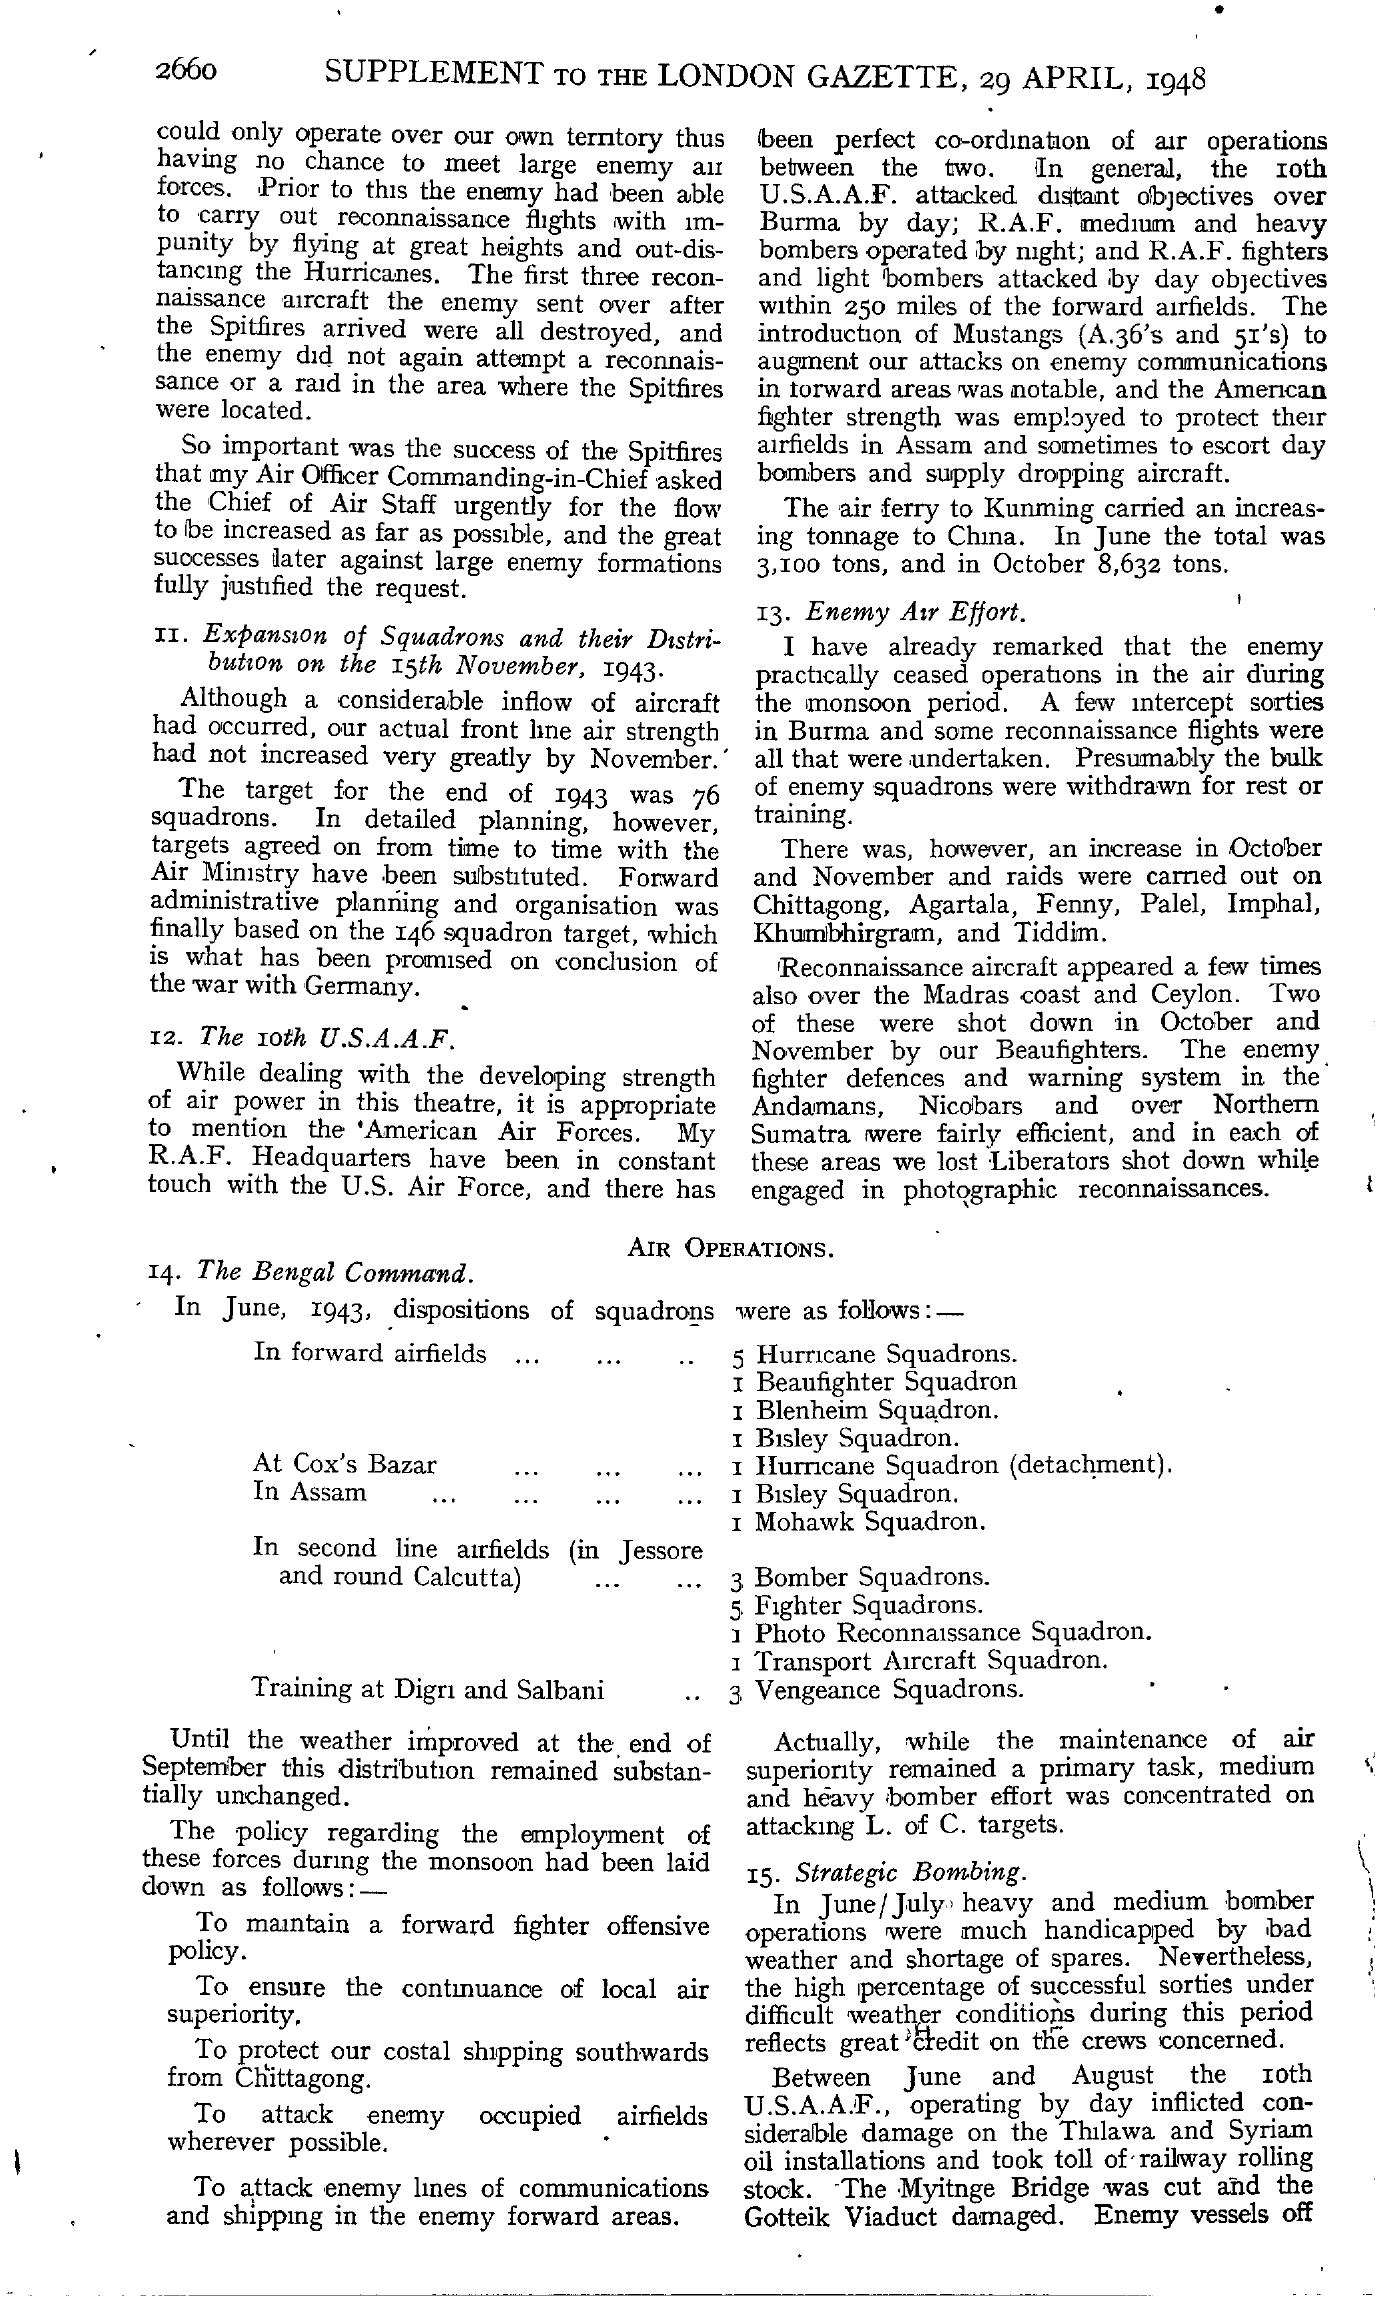 2660 SUPPLEMENT TO THE LONDON GAZETTE, 29 APRIL, 1948
could only operate over our own territory thus
having no chance to meet large enemy air
forces. Prior to this the enemy had been able
to carry out reconnaissance flights with im-
punity by flying at great heights and out-dis-
tancing the Hurricanes. The first three recon-
naissance aircraft the enemy sent over after
the Spitfires arrived were all destroyed, and
the enemy did not again attempt a reconnais-
sance or a raid in the area where the Spitfires
were located.
So important was the success of the Spitfires
that my Air Officer Commanding-in-Chief asked
the Chief of Air Staff urgently for the flow
to be increased as far as possible, and the great
successes later against large enemy formations
fully justified the request.
11. Expansion of Squadrons and their Distri-
bution on the 15th November, 1943.
Although a considerable inflow of aircraft
had occurred, our actual front line air strength
had not increased very greatly by November.
The target for the end of 1943 was 76
squadrons. In detailed planning, however,
targets agreed on from time to time with the
Air Ministry have been substituted. Forward
administrative planning and organisation was
finally based on the 146 squadron target, which
is what has been promised on conclusion of
the war with Germany.
12. The 10th U.S.A.A.F.
While dealing with the developing strength
of air power in this theatre, it is appropriate
to mention the American Air Forces. My
R.A.F. Headquarters have been in constant
touch with the U.S. Air Force, and there has
been perfect co-ordination of air operations
between the two. In general, the 10th
U.S.A.A.F. attacked distant objectives over
Burma by day; R.A.F. medium and heavy
bombers operated by night; and R.A.F. fighters
and light bombers attacked by day objectives
within 250 miles of the forward airfields. The
introduction of Mustangs (A.36's and 51's) to
augment our attacks on enemy communications
in forward areas was notable, and the American
fighter strength was employed to protect their
airfields in Assam and sometimes to escort day
bombers and supply dropping aircraft.
The air ferry to Kunming carried an increas-
ing tonnage to China. In June the total was
3,100 tons, and in October 8,632 tons.
13. Enemy Air Effort.
I have already remarked that the enemy
practically ceased operations in the air during
the monsoon period. A few intercept sorties
in Burma and some reconnaissance flights were
all that were undertaken. Presumably the bulk
of enemy squadrons were withdrawn for rest or
training.
There was, however, an increase in October
and November and raids were carried out on
Chittagong, Agartala, Fenny, Palel, Imphal,
Khumbhirgram, and Tiddim.
Reconnaissance aircraft appeared a few times
also over the Madras coast and Ceylon. Two
of these were shot down in October and
November by our Beaufighters. The enemy
fighter defences and warning system in the
Andamans, Nicobars and over Northern
Sumatra were fairly efficient, and in each of
these areas we lost Liberators shot down while
engaged in photographic reconnaissances.
AIR OPERATIONS.
14. The Bengal Command.
In June, 1943, dispositions of squadrons were as follows:—
In forward airfields ... ... .. 5 Hurricane Squadrons.
1 Beaufighter Squadron
1 Blenheim Squadron.
1 Bisley Squadron.
At Cox's Bazar ... ... ... 1 Hurricane Squadron (detachment).
In Assam ... ... ... ... 1 Bisley Squadron.
1 Mohawk Squadron.
In second line airfields (in Jessore
and round Calcutta) ... ... 3 Bomber Squadrons.
5 Fighter Squadrons.
1 Photo Reconnaissance Squadron.
1 Transport Aircraft Squadron.
Training at Digri and Salbani .. 3 Vengeance Squadrons.
Until the weather improved at the end of
September this distribution remained substan-
tially unchanged.
The policy regarding the employment of
these forces during the monsoon had been laid
down as follows:—
To maintain a forward fighter offensive
policy.
To ensure the continuance of local air
superiority.
To protect our costal shipping southwards
from Chittagong.
To attack enemy occupied airfields
wherever possible.
To attack enemy lines of communications
and shipping in the enemy forward areas.
Actually, while the maintenance of air
superiority remained a primary task, medium
and heavy bomber effort was concentrated on
attacking L. of C. targets.
15. Strategic Bombing.
In June/July heavy and medium bomber
operations were much handicapped by bad
weather and shortage of spares. Nevertheless,
the high percentage of successful sorties under
difficult weather conditions during this period
reflects great credit on the crews concerned.
Between June and August the 10th
U.S.A.A.F., operating by day inflicted con-
siderable damage on the Thilawa and Syriam
oil installations and took toll of railway rolling
stock. The Myitnge Bridge was cut and the
Gotteik Viaduct damaged. Enemy vessels off